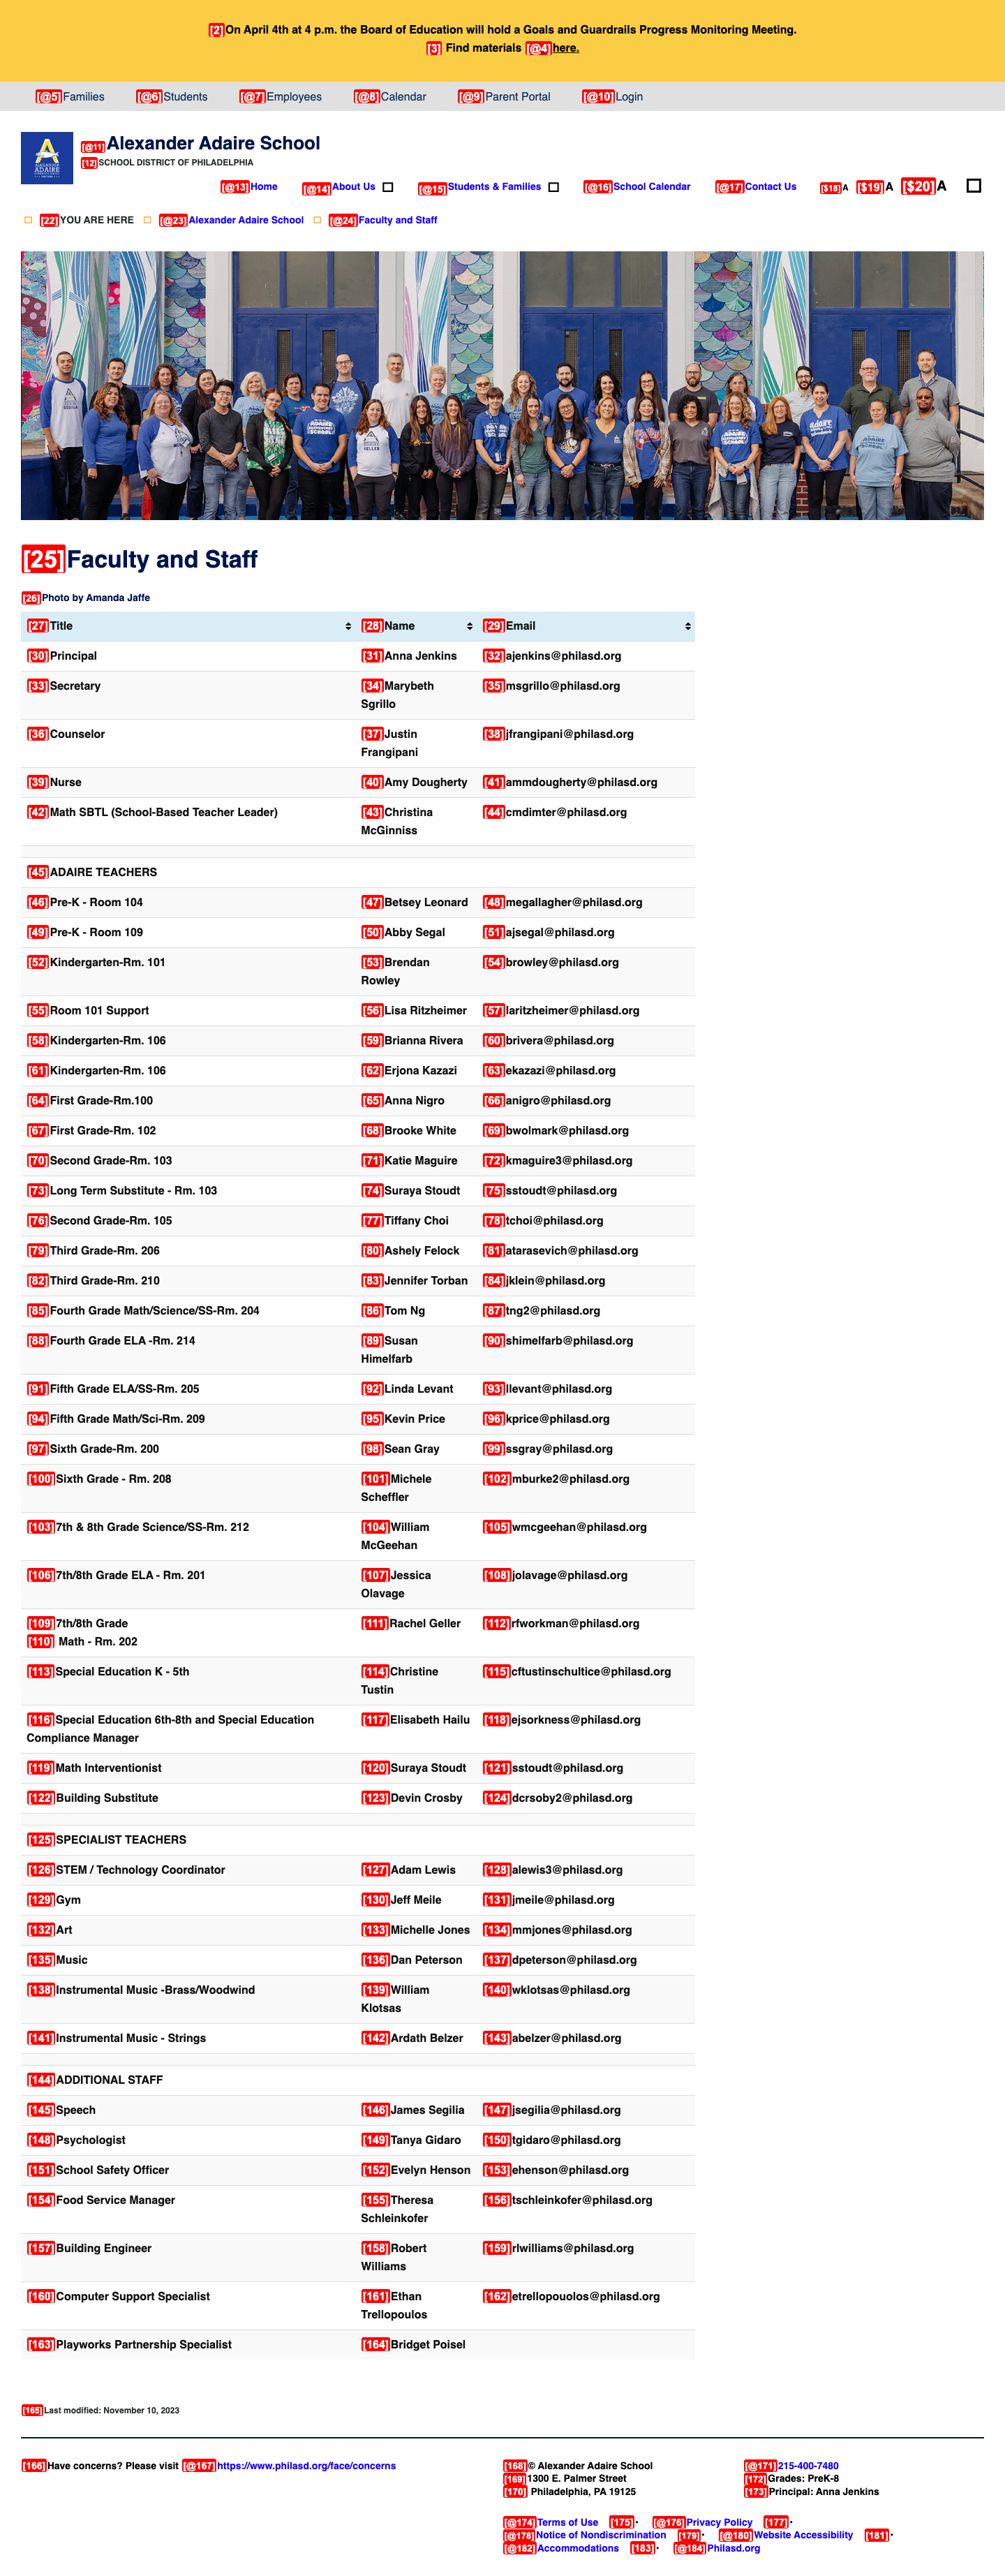 [2]On April 4th at 4 p.m. the Board of Education will hold a Goals and Guardrails Progress Monitoring Meeting.
[3] Find materials [@4]here.
[@5]Families [@6]Students [@7]Employees [@8]Calendar [@9]Parent Portal [@10]Login
[@11]Alexander Adaire School
[12]SCHOOL DISTRICT OF PHILADELPHIA
[@13]Home [@14]About Us [@15]Students & Families [@16]School Calendar [@17]Contact Us [$18]A [$19]A [$20]A
[22]YOU ARE HERE [@23]Alexander Adaire School [@24]Faculty and Staff
[25]Faculty and Staff
[26]Photo by Amanda Jaffe
[27]Title [28]Name [29]Email
[30]Principal [31]Anna Jenkins [32]ajenkins@philasd.org
[33]Secretary [34]Marybeth [35]msgrillo@philasd.org
Sgrillo
[36]Counselor [37]Justin [38]jfrangipani@philasd.org
Frangipani
[39]Nurse [40]Amy Dougherty [41]ammdougherty@philasd.org
[42]Math SBTL (School-Based Teacher Leader) [43]Christina [44]cmdimter@philasd.org
McGinniss
[45]ADAIRE TEACHERS
[46]Pre-K - Room 104 [47]Betsey Leonard [48]megallagher@philasd.org
[49]Pre-K - Room 109 [50]Abby Segal [51]ajsegal@philasd.org
[52]Kindergarten-Rm. 101 [53]Brendan [54]browley@philasd.org
Rowley
[55]Room 101 Support [56]Lisa Ritzheimer [57]laritzheimer@philasd.org
[58]Kindergarten-Rm. 106 [59]Brianna Rivera [60]brivera@philasd.org
[61]Kindergarten-Rm. 106 [62]Erjona Kazazi [63]ekazazi@philasd.org
[64]First Grade-Rm.100 [65]Anna Nigro [66]anigro@philasd.org
[67]First Grade-Rm. 102 [68]Brooke White [69]bwolmark@philasd.org
[70]Second Grade-Rm. 103 [71]Katie Maguire [72]kmaguire3@philasd.org
[73]Long Term Substitute - Rm. 103 [74]Suraya Stoudt [75]sstoudt@philasd.org
[76]Second Grade-Rm. 105 [77]Tiffany Choi [78]tchoi@philasd.org
[79]Third Grade-Rm. 206 [80]Ashely Felock [81]atarasevich@philasd.org
[82]Third Grade-Rm. 210 [83]Jennifer Torban [84]jklein@philasd.org
[85]Fourth Grade Math/Science/SS-Rm. 204 [86]Tom Ng [87]tng2@philasd.org
[88]Fourth Grade ELA -Rm. 214 [89]Susan [90]shimelfarb@philasd.org
Himelfarb
[91]Fifth Grade ELA/SS-Rm. 205 [92]Linda Levant [93]llevant@philasd.org
[94]Fifth Grade Math/Sci-Rm. 209 [95]Kevin Price [96]kprice@philasd.org
[97]Sixth Grade-Rm. 200 [98]Sean Gray [99]ssgray@philasd.org
[100]Sixth Grade - Rm. 208 [101]Michele [102]mburke2@philasd.org
Scheffler
[103]7th & 8th Grade Science/SS-Rm. 212 [104]William [105]wmcgeehan@philasd.org
McGeehan
[106]7th/8th Grade ELA - Rm. 201 [107]Jessica [108]jolavage@philasd.org
Olavage
[109]7th/8th Grade [111]Rachel Geller [112]rfworkman@philasd.org
[110] Math - Rm. 202
[113]Special Education K - 5th [114]Christine [115]cftustinschultice@philasd.org
Tustin
[116]Special Education 6th-8th and Special Education [117]Elisabeth Hailu [118]ejsorkness@philasd.org
Compliance Manager
[119]Math Interventionist [120]Suraya Stoudt [121]sstoudt@philasd.org
[122]Building Substitute [123]Devin Crosby [124]dcrsoby2@philasd.org
[125]SPECIALIST TEACHERS
[126]STEM / Technology Coordinator [127]Adam Lewis [128]alewis3@philasd.org
[129]Gym [130]Jeff Meile [131]jmeile@philasd.org
[132]Art [133]Michelle Jones [134]mmjones@philasd.org
[135]Music [136]Dan Peterson [137]dpeterson@philasd.org
[138]Instrumental Music -Brass/Woodwind [139]William [140]wklotsas@philasd.org
Klotsas
[141]Instrumental Music - Strings [142]Ardath Belzer [143]abelzer@philasd.org
[144]ADDITIONAL STAFF
[145]Speech [146]James Segilia [147]jsegilia@philasd.org
[148]Psychologist [149]Tanya Gidaro [150]tgidaro@philasd.org
[151]School Safety Officer [152]Evelyn Henson [153]ehenson@philasd.org
[154]Food Service Manager [155]Theresa [156]tschleinkofer@philasd.org
Schleinkofer
[157]Building Engineer [158]Robert [159]rlwilliams@philasd.org
Williams
[160]Computer Support Specialist [161]Ethan [162]etrellopouolos@philasd.org
Trellopoulos
[163]Playworks Partnership Specialist [164]Bridget Poisel
[165]Last modified: November 10, 2023
[166]Have concerns? Please visit [@167]https://www.philasd.org/face/concerns
[168]© Alexander Adaire School [@171]215-400-7480
[169]1300 E. Palmer Street [172]Grades: PreK-8
[170] Philadelphia, PA 19125 [173]Principal: Anna Jenkins
[@174]Terms of Use [175]• [@176]Privacy Policy [177]•
[@178]Notice of Nondiscrimination [179]• [@180]Website Accessibility [181]•
[@182]Accommodations [183]• [@184]Philasd.org